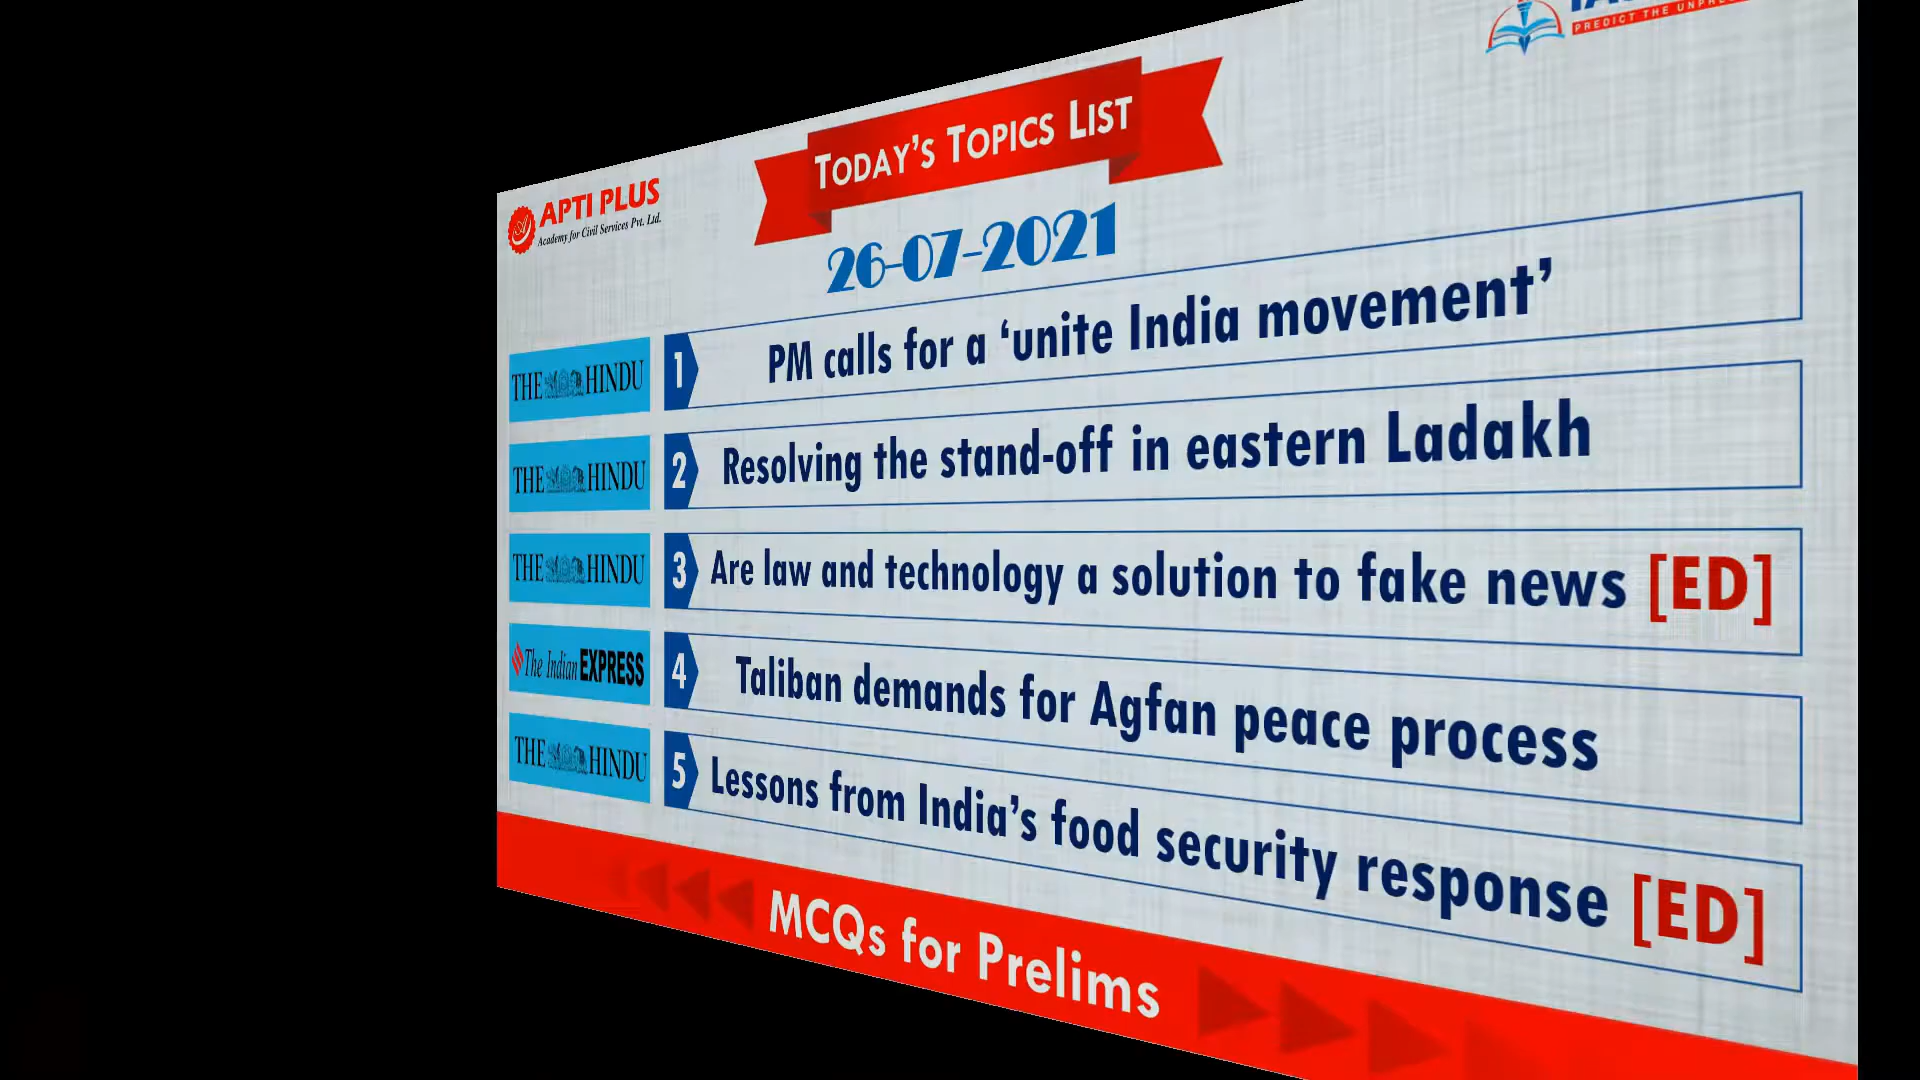 PREDICT THE
TODAY'S TOPICS LIST
APTI PLUS
Academy for Civil Services Pvt. Ltd.
26-07-2021
THE HINDU 1 PM calls for a ‘unite India movement’
THE HINDU 2 Resolving the stand-off in eastern Ladakh
THE HINDU 3 Are law and technology a solution to fake news [ED]
The Indian EXPRESS 4 Taliban demands for Agfan peace process
THE HINDU 5 Lessons from India’s food security response [ED]
MCQs for Prelims